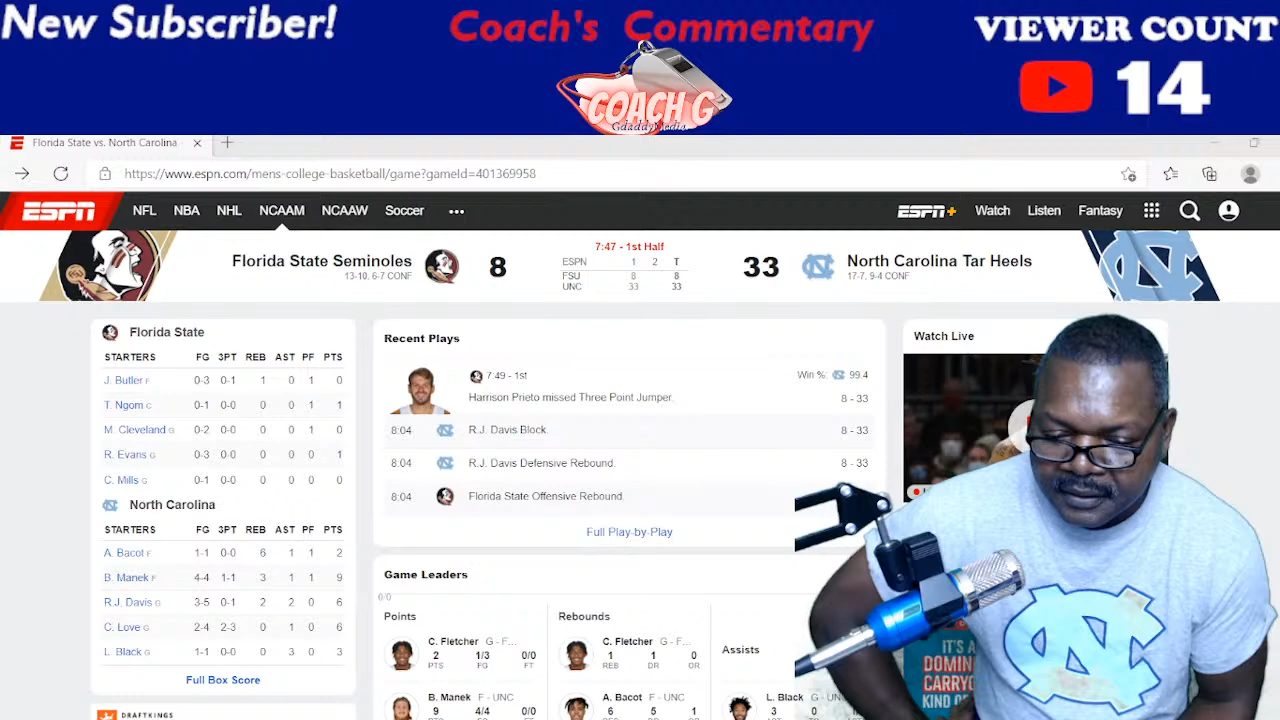 New Subscriber!
Coach's Commentary
VIEWER COUNT
14
COACH G
GdaddyMedia
Florida State vs. North Carolina
https://www.espn.com/mens-college-basketball/game?gameId=401369958
ESPN NFL NBA NHL NCAAM NCAAW Soccer ... ESPN+ Watch Listen Fantasy
Florida State Seminoles
13-10, 6-7 CONF
8
7:47 - 1st Half
ESPN 1 2 T
FSU 8 8
UNC 33 33
33
North Carolina Tar Heels
17-7, 9-4 CONF
Florida State
STARTERS FG 3PT REB AST PF PTS
J. Butler F 0-3 0-1 1 0 1 0
T. Ngom C 0-1 0-0 0 0 1 1
M. Cleveland G 0-2 0-0 0 0 1 0
R. Evans G 0-3 0-0 0 0 0 1
C. Mills G 0-1 0-0 0 0 0 0
North Carolina
STARTERS FG 3PT REB AST PF PTS
A. Bacot F 1-1 0-0 6 1 1 2
B. Manek F 4-4 1-1 3 1 1 9
R.J. Davis G 3-5 0-1 2 2 0 6
C. Love G 2-4 2-3 0 1 0 6
L. Black G 1-1 0-0 0 3 0 3
Full Box Score
DRAFTKINGS
Recent Plays
7:49 - 1st
Win %: 99.4
Harrison Prieto missed Three Point Jumper. 8 - 33
8:04 R.J. Davis Block. 8 - 33
8:04 R.J. Davis Defensive Rebound. 8 - 33
8:04 Florida State Offensive Rebound.
Full Play-by-Play
Game Leaders
0/0
Points
C. Fletcher G - F...
2 1/3 0/0
PTS FG FT
B. Manek F - UNC
9 4/4 0/0
Rebounds
C. Fletcher G - F...
1 1 0
REB DR OR
A. Bacot F - UNC
6 5 1
Assists
L. Black G - UN
3 0
Watch Live
IT'S A
DOMIN
CARRYO
KIND OF
NC